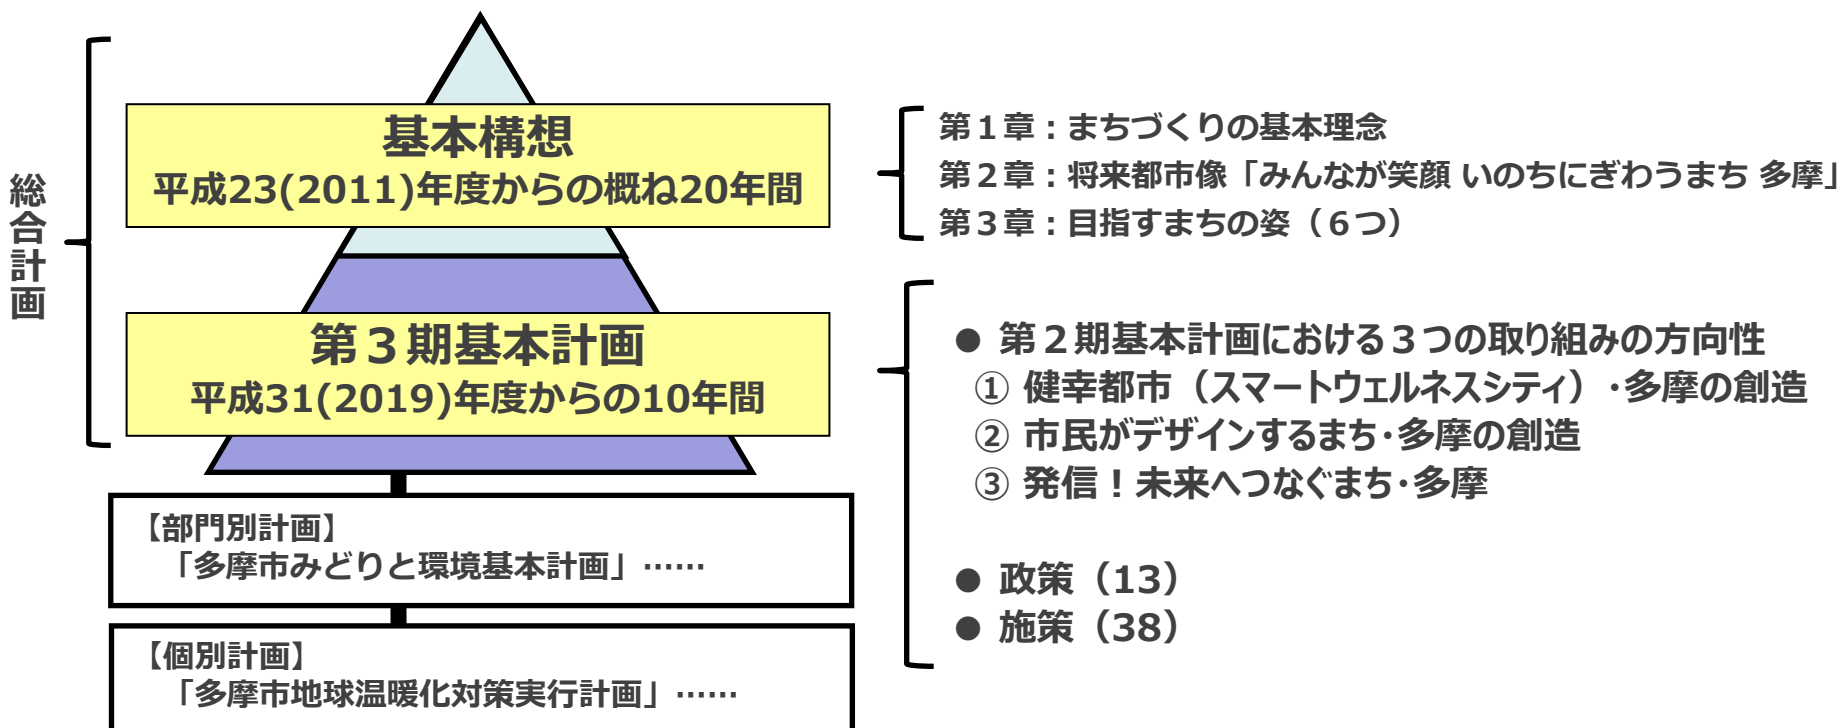 総合計画
基本構想
平成23(2011)年度からの概ね20年間
第1章：まちづくりの基本理念
第2章：将来都市像「みんなが笑顔 いのちにぎわうまち 多摩」
第3章：目指すまちの姿（６つ）
第３期基本計画
平成31(2019)年度からの10年間
● 第２期基本計画における３つの取り組みの方向性
① 健幸都市（スマートウェルネスシティ）・多摩の創造
② 市民がデザインするまち・多摩の創造
③ 発信！未来へつなぐまち・多摩
● 政策（13）
● 施策（38）
【部門別計画】
「多摩市みどりと環境基本計画」……
【個別計画】
「多摩市地球温暖化対策実行計画」……